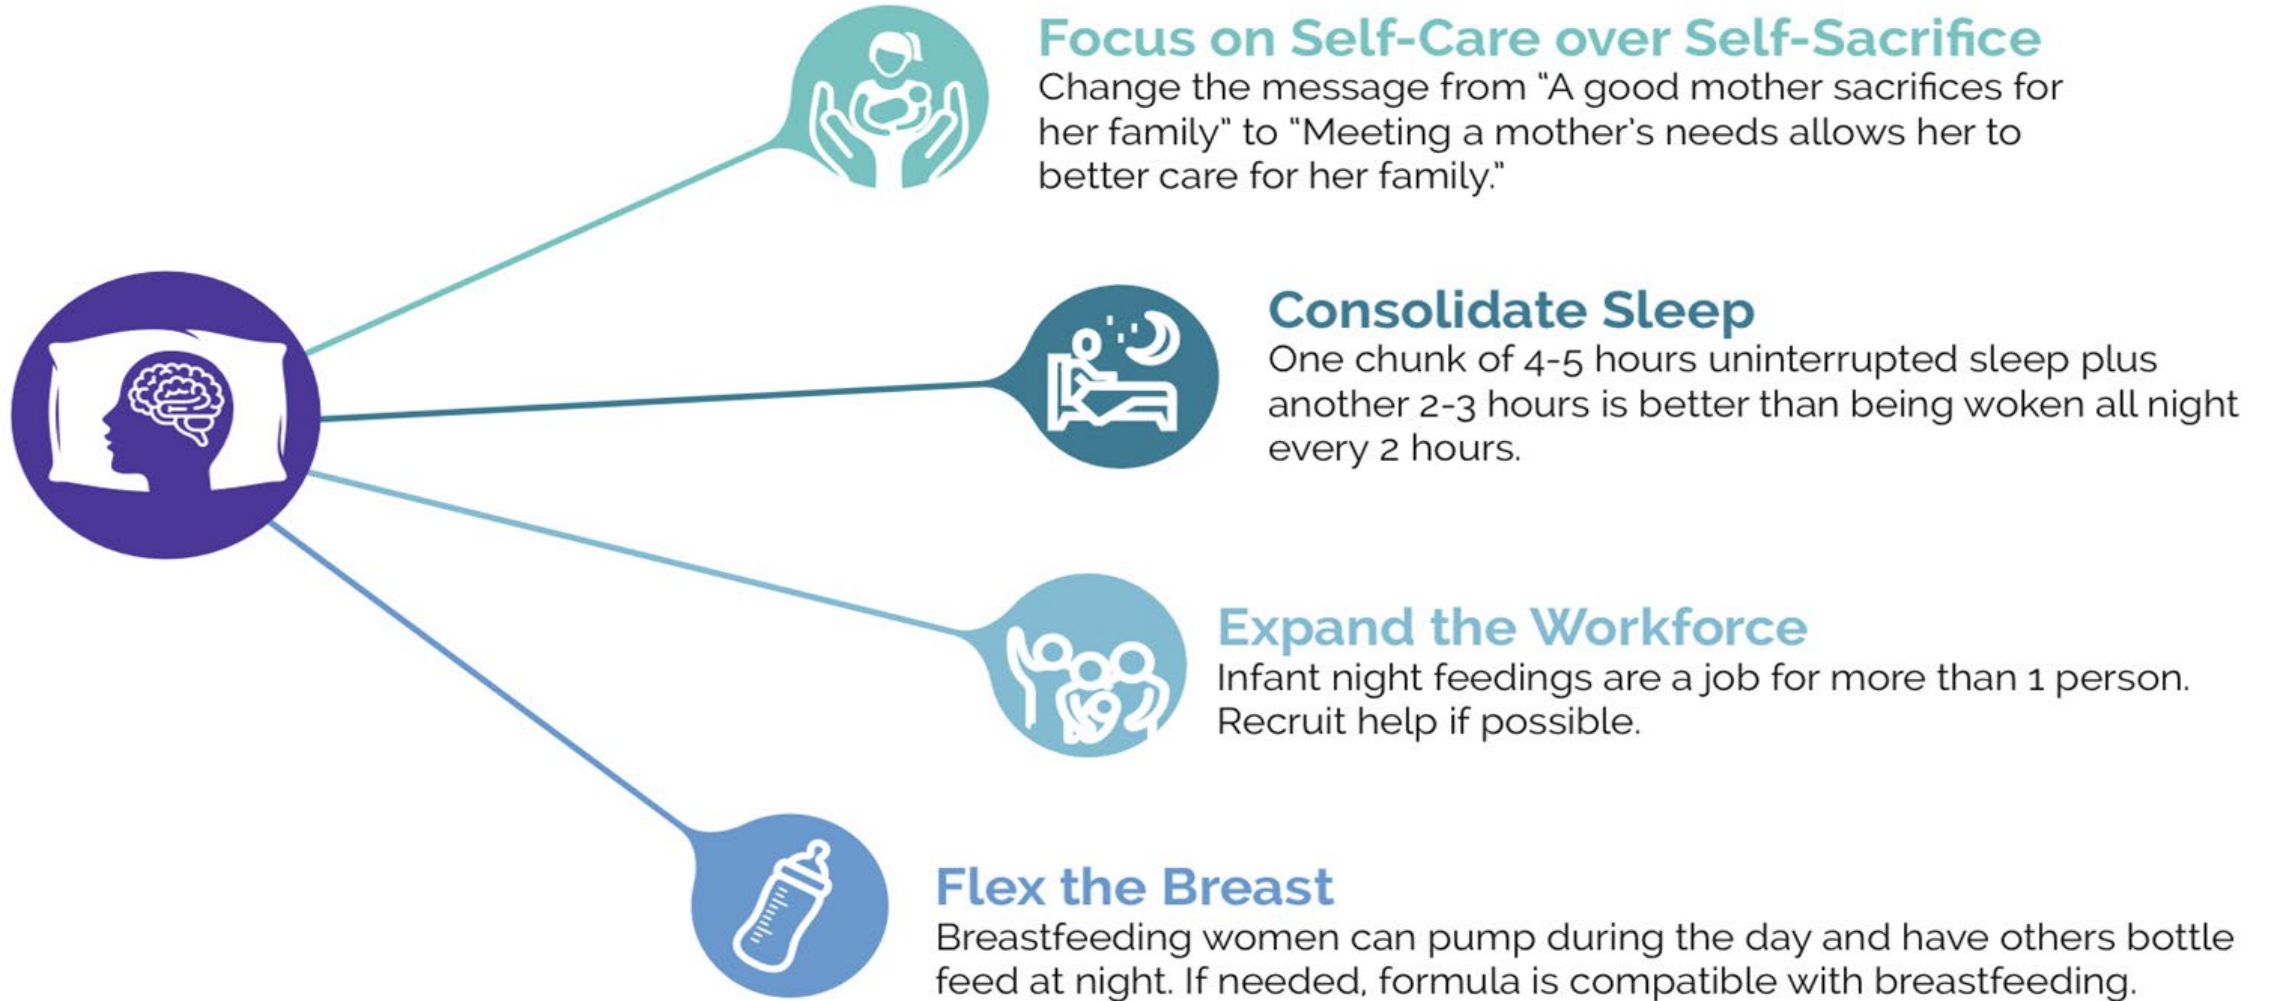 Focus on Self-Care over Self-Sacrifice
Change the message from “A good mother sacrifices for
her family” to “Meeting a mother’s needs allows her to
better care for her family.”
Consolidate Sleep
One chunk of 4-5 hours uninterrupted sleep plus
another 2-3 hours is better than being woken all night
every 2 hours.
Expand the Workforce
Infant night feedings are a job for more than 1 person.
Recruit help if possible.
Flex the Breast
Breastfeeding women can pump during the day and have others bottle
feed at night. If needed, formula is compatible with breastfeeding.